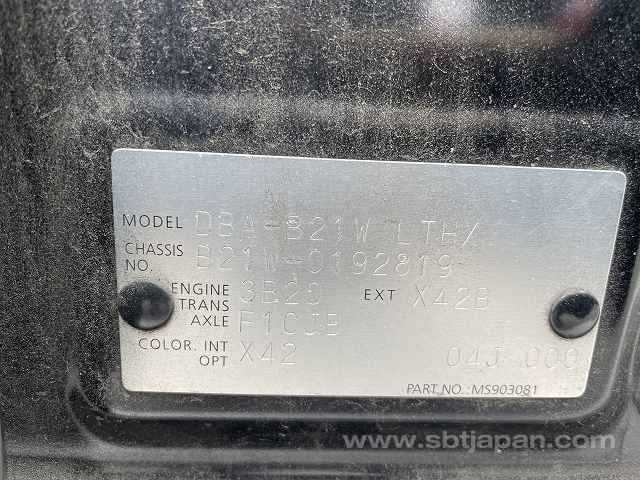 MODEL DBA-B21W LTHX
CHASSIS NO. B21W-0192819
ENGINE 3B20 EXT X42B
TRANS AXLE F1CJB
COLOR. INT OPT X42 04J 000
PART NO.: MS903081
www.sbtjapan.com